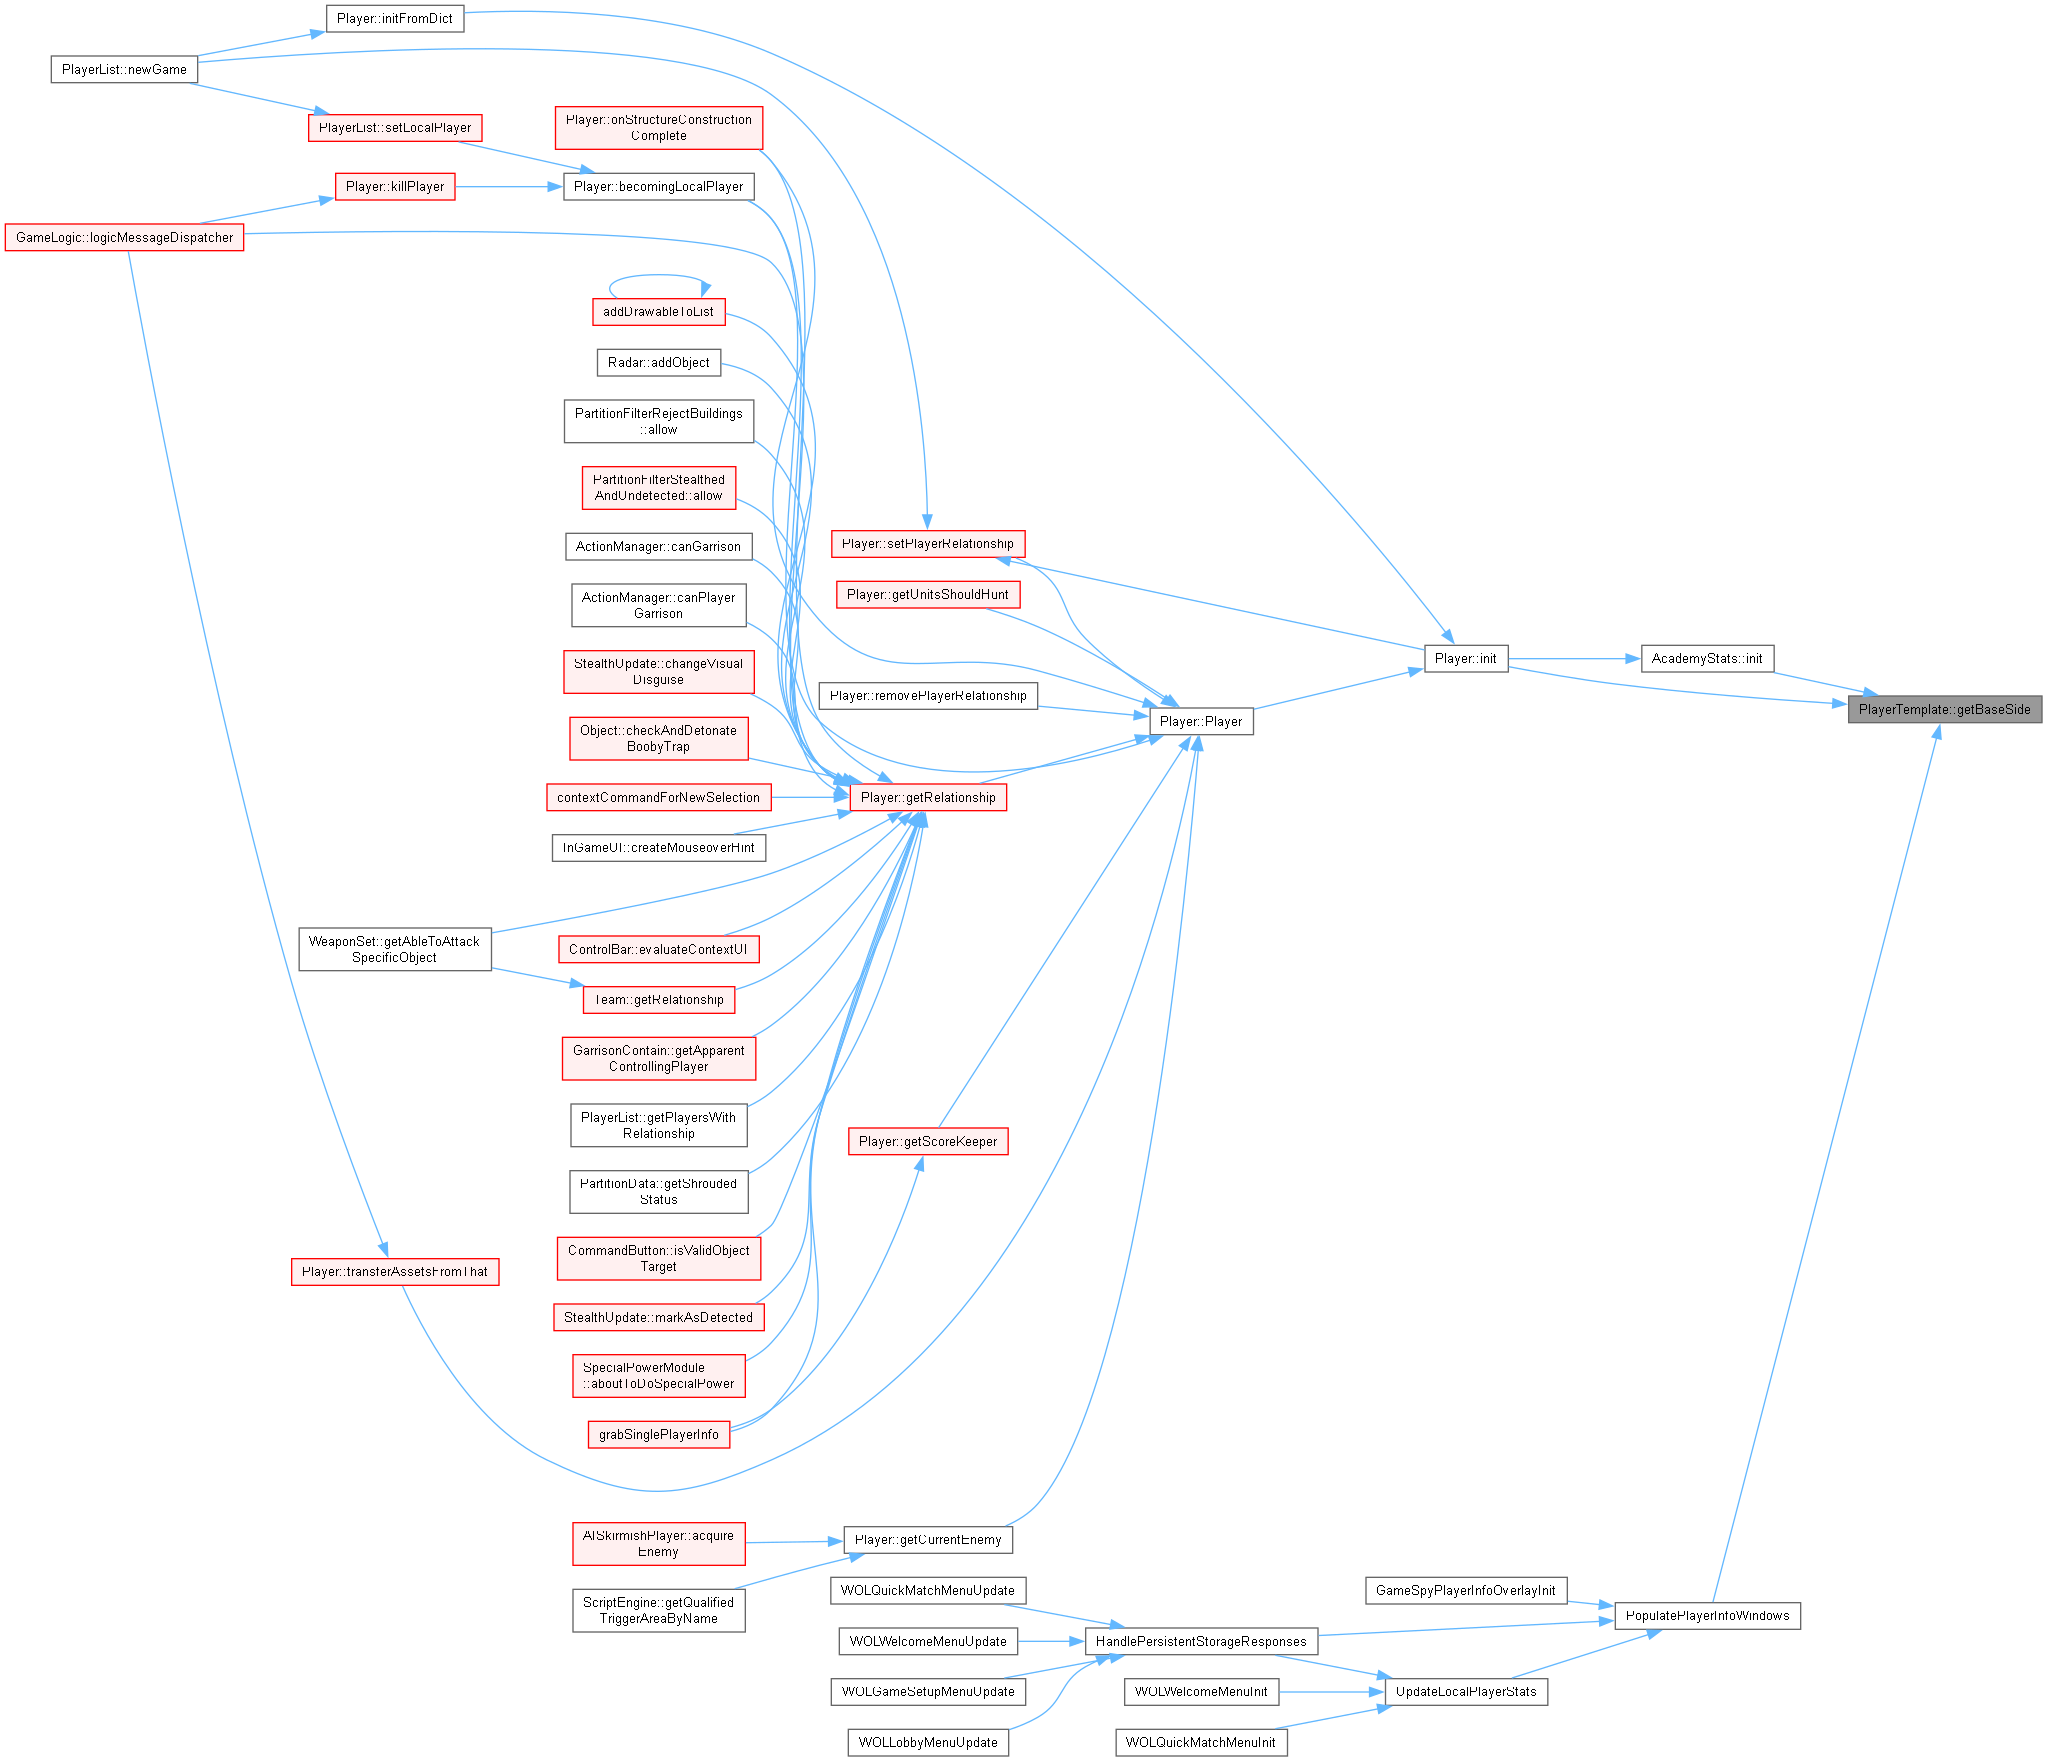 Player::initFromDict
PlayerList::newGame
PlayerList::setLocalPlayer
Player::onStructureConstruction
Complete
Player::killPlayer
Player::becomingLocalPlayer
GameLogic::logicMessageDispatcher
addDrawableToList
Radar::addObject
PartitionFilterRejectBuildings
::allow
PartitionFilterStealthed
AndUndetected::allow
ActionManager::canGarrison
ActionManager::canPlayer
Garrison
StealthUpdate::changeVisual
Disguise
Object::checkAndDetonate
BoobyTrap
contextCommandForNewSelection
InGameUI::createMouseoverHint
WeaponSet::getAbleToAttack
SpecificObject
ControlBar::evaluateContextUI
Team::getRelationship
GarrisonContain::getApparent
ControllingPlayer
PlayerList::getPlayersWith
Relationship
PartitionData::getShrouded
Status
CommandButton::isValidObject
Target
Player::transferAssetsFromThat
StealthUpdate::markAsDetected
SpecialPowerModule
::aboutToDoSpecialPower
grabSinglePlayerInfo
AISkirmishPlayer::acquire
Enemy
ScriptEngine::getQualified
TriggerAreaByName
Player::setPlayerRelationship
Player::getUnitsShouldHunt
Player::removePlayerRelationship
Player::getRelationship
Player::getScoreKeeper
Player::getCurrentEnemy
WOLQuickMatchMenuUpdate
WOLWelcomeMenuUpdate
WOLGameSetupMenuUpdate
WOLLobbyMenuUpdate
Player::Player
HandlePersistentStorageResponses
WOLWelcomeMenuInit
WOLQuickMatchMenuInit
Player::init
GameSpyPlayerInfoOverlayInit
UpdateLocalPlayerStats
AcademyStats::init
PopulatePlayerInfoWindows
PlayerTemplate::getBaseSide